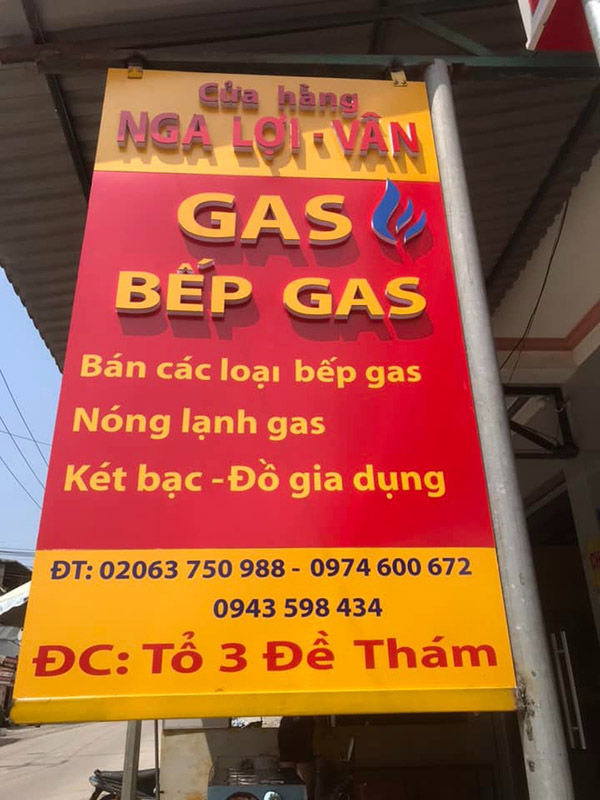 Cửa hàng
NGA LỢI - VÂN
GAS
BẾP GAS
Bán các loại bếp gas
Nóng lạnh gas
Két bạc - Đồ gia dụng
ĐT: 02063 750 988 - 0974 600 672
0943 598 434
ĐC: Tổ 3 Đề Thám